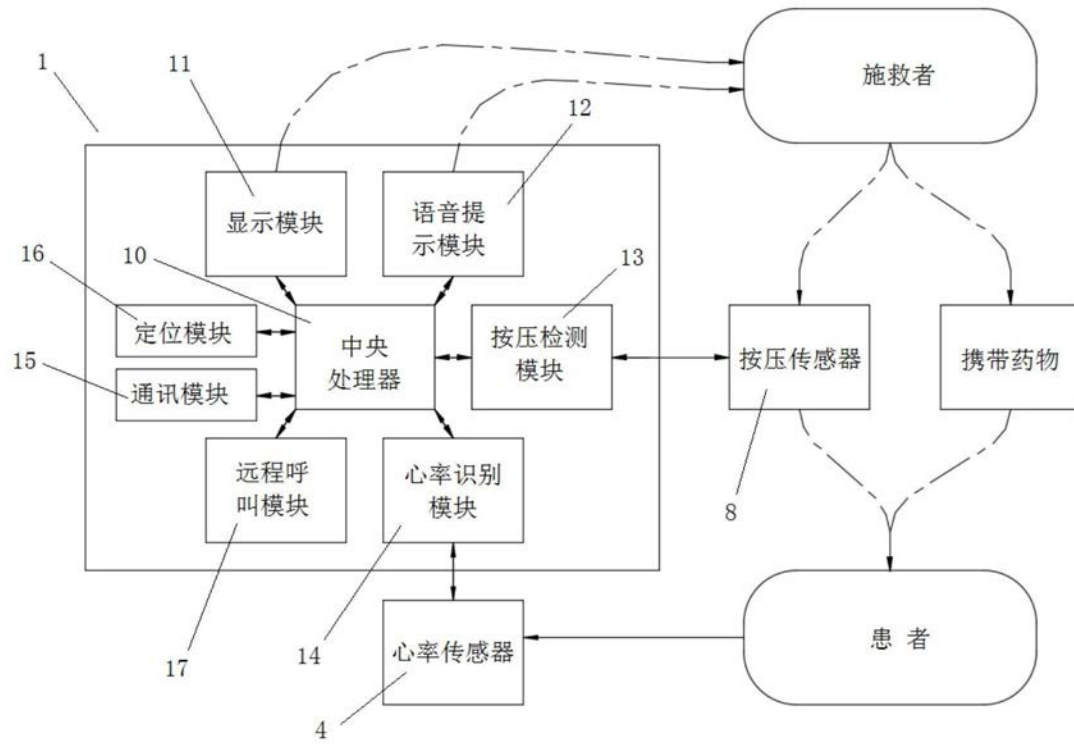 1
11
12
施救者
显示模块
语音提
示模块
16
10
13
定位模块
中央
处理器
按压检测
模块
按压传感器
携带药物
15
通讯模块
远程呼
叫模块
心率识别
模块
8
17
14
心率传感器
患 者
4